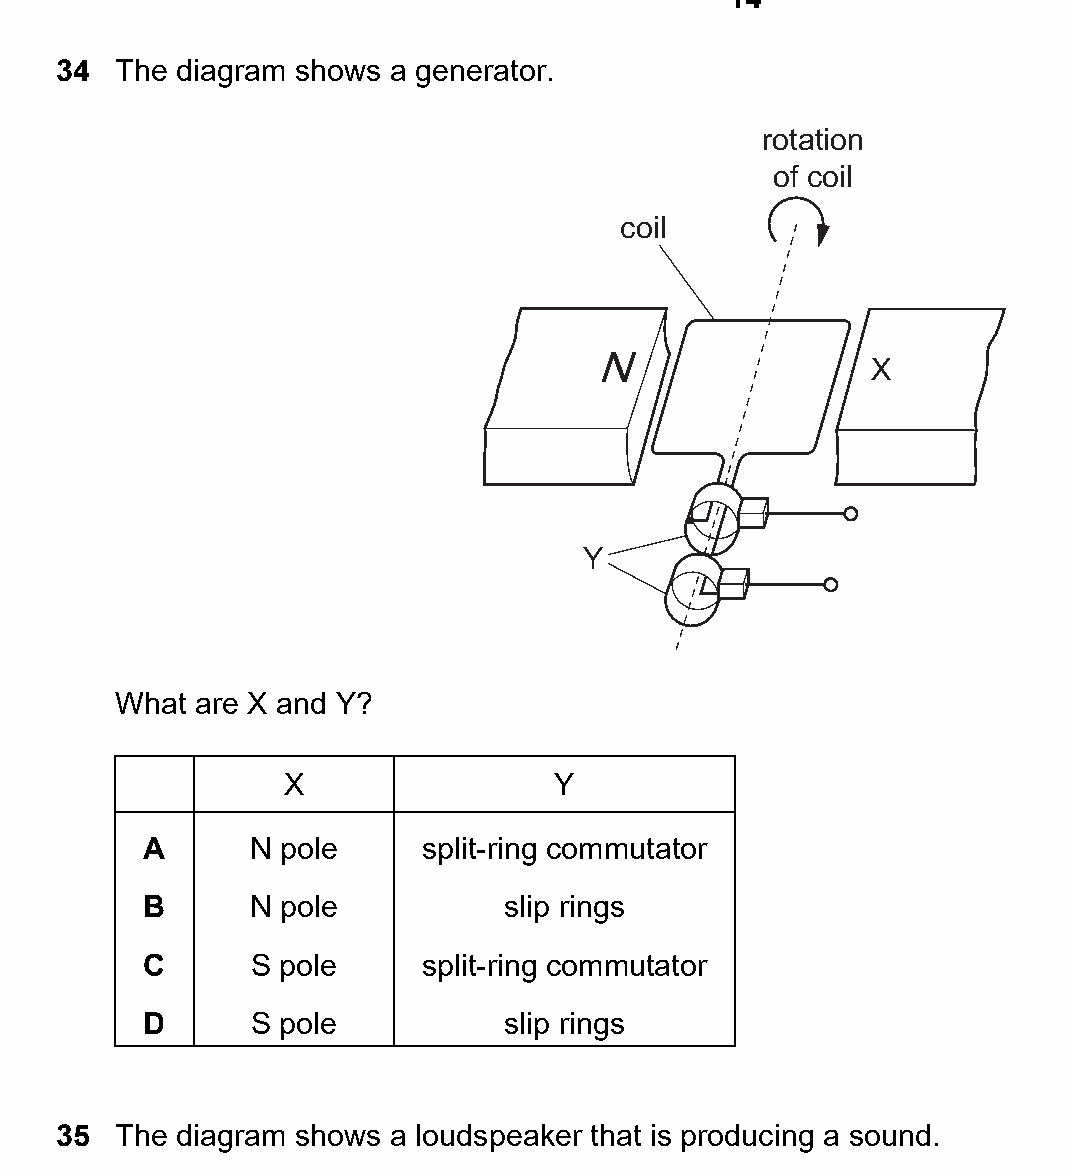 14
34 The diagram shows a generator.
rotation
of coil
coil
N
X
Y
What are X and Y?
X Y
A N pole split-ring commutator
B N pole slip rings
C S pole split-ring commutator
D S pole slip rings
35 The diagram shows a loudspeaker that is producing a sound.